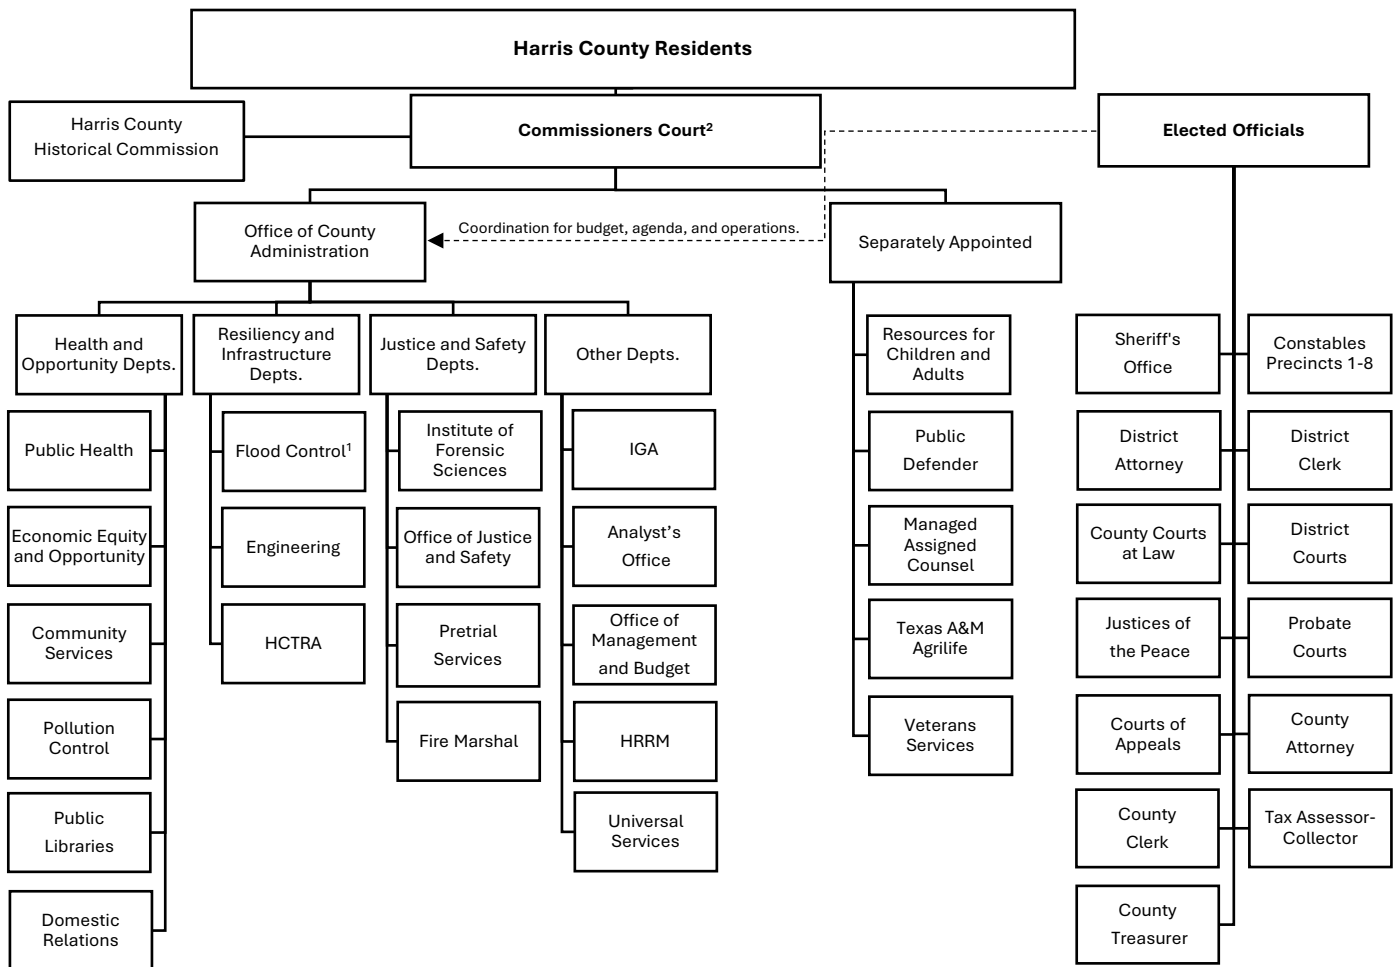 Harris County Residents
Harris County
Historical Commission
Commissioners Court²
Elected Officials
Office of County
Administration
Coordination for budget, agenda, and operations.
Separately Appointed
Health and
Opportunity Depts.
Resiliency and
Infrastructure
Depts.
Justice and Safety
Depts.
Other Depts.
Public Health
Economic Equity
and Opportunity
Community
Services
Pollution
Control
Public
Libraries
Domestic
Relations
Flood Control¹
Engineering
HCTRA
Institute of
Forensic
Sciences
Office of Justice
and Safety
Pretrial
Services
Fire Marshal
IGA
Analyst’s
Office
Office of
Management
and Budget
HRRM
Universal
Services
Resources for
Children and
Adults
Public
Defender
Managed
Assigned
Counsel
Texas A&M
Agrilife
Veterans
Services
Sheriff's
Office
Constables
Precincts 1-8
District
Attorney
District
Clerk
County Courts
at Law
District
Courts
Justices of
the Peace
Probate
Courts
Courts of
Appeals
County
Attorney
County
Clerk
Tax Assessor-
Collector
County
Treasurer